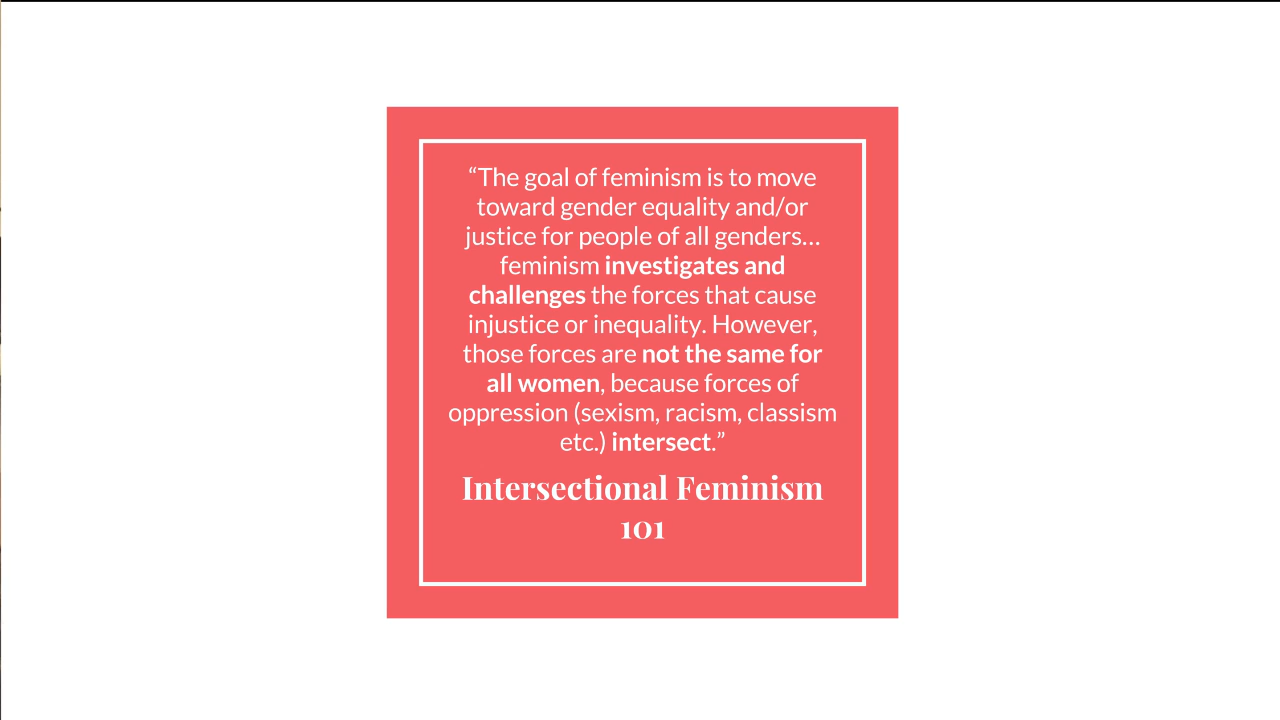 “The goal of feminism is to move
toward gender equality and/or
justice for people of all genders...
feminism investigates and
challenges the forces that cause
injustice or inequality. However,
those forces are not the same for
all women, because forces of
oppression (sexism, racism, classism
etc.) intersect.”
Intersectional Feminism
101